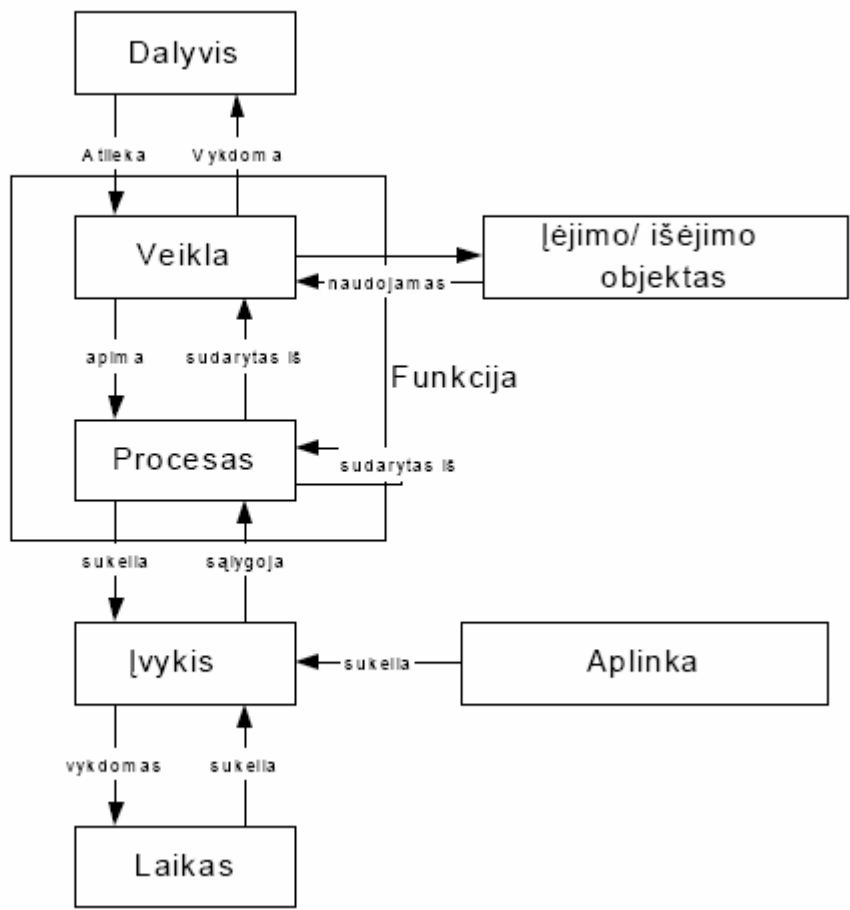 Dalyvis
Atlieka
Vykdoma
Veikla
Įėjimo/ išėjimo
objektas
naudojamas
apima
sudarytas iš
Funkcija
Procesas
sudarytas iš
sukelia
sąlygoja
Įvykis
sukelia
Aplinka
vykdomas
sukelia
Laikas